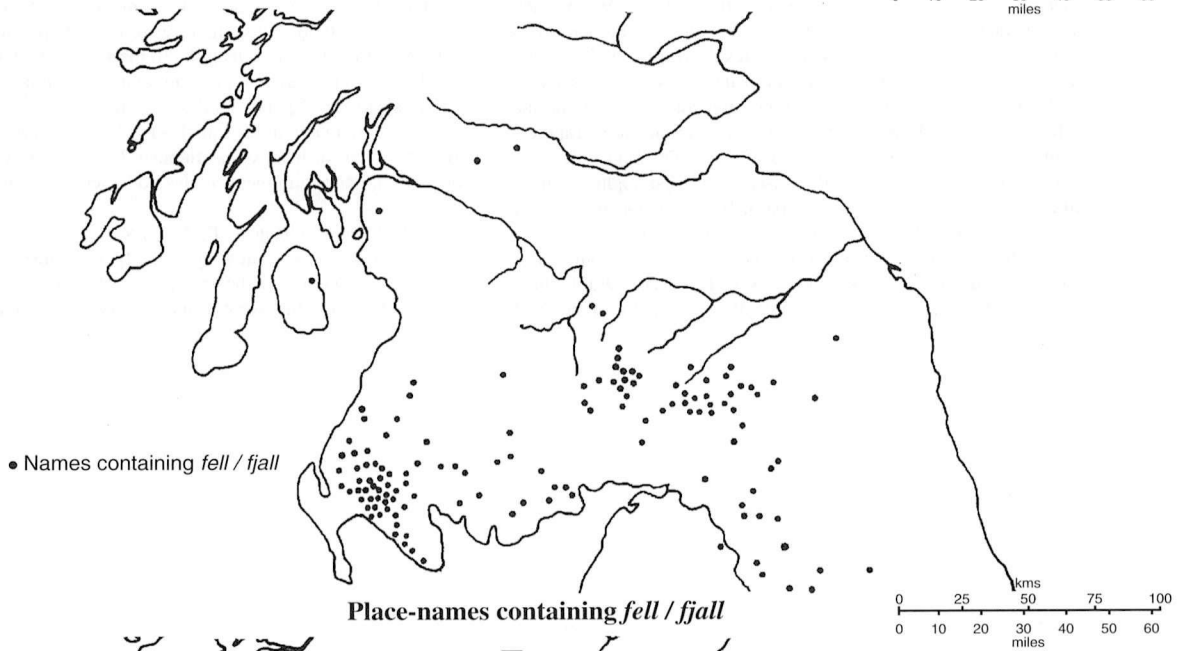 miles
• Names containing fell / fjall
Place-names containing fell / fjall
kms
0 25 50 75 100
0 10 20 30 40 50 60
miles